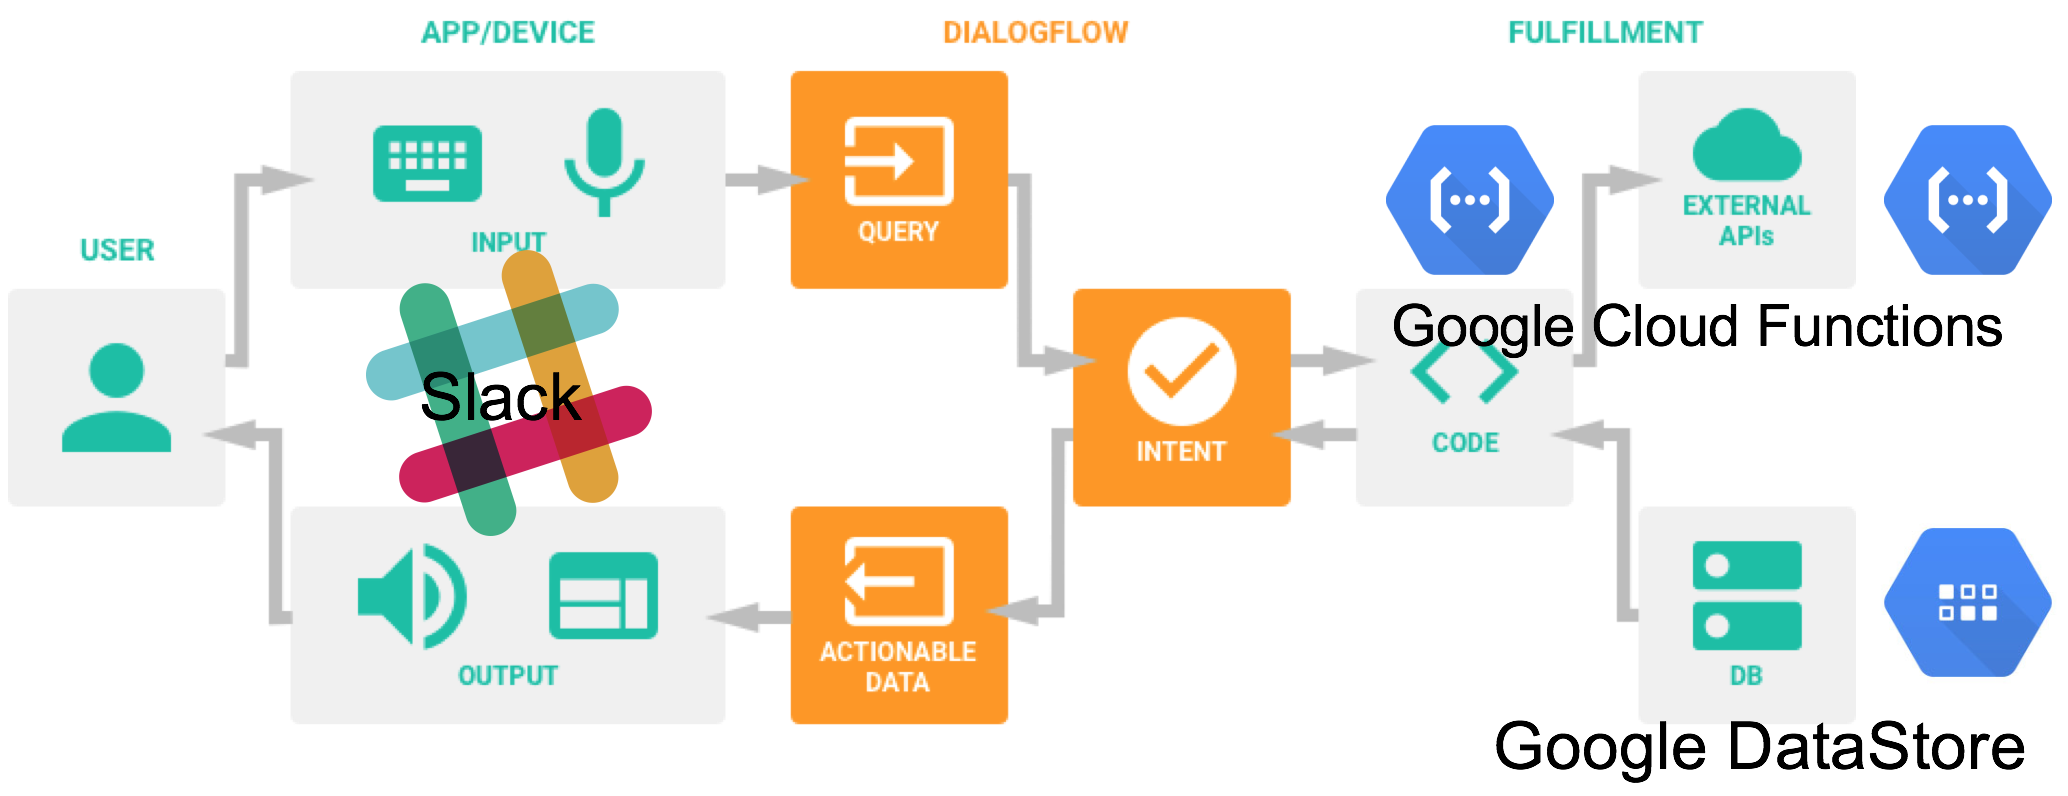 APP/DEVICE
DIALOGFLOW
FULFILLMENT
USER
INPUT
QUERY
EXTERNAL
APIs
Google Cloud Functions
Slack
INTENT
CODE
OUTPUT
ACTIONABLE
DATA
DB
Google DataStore